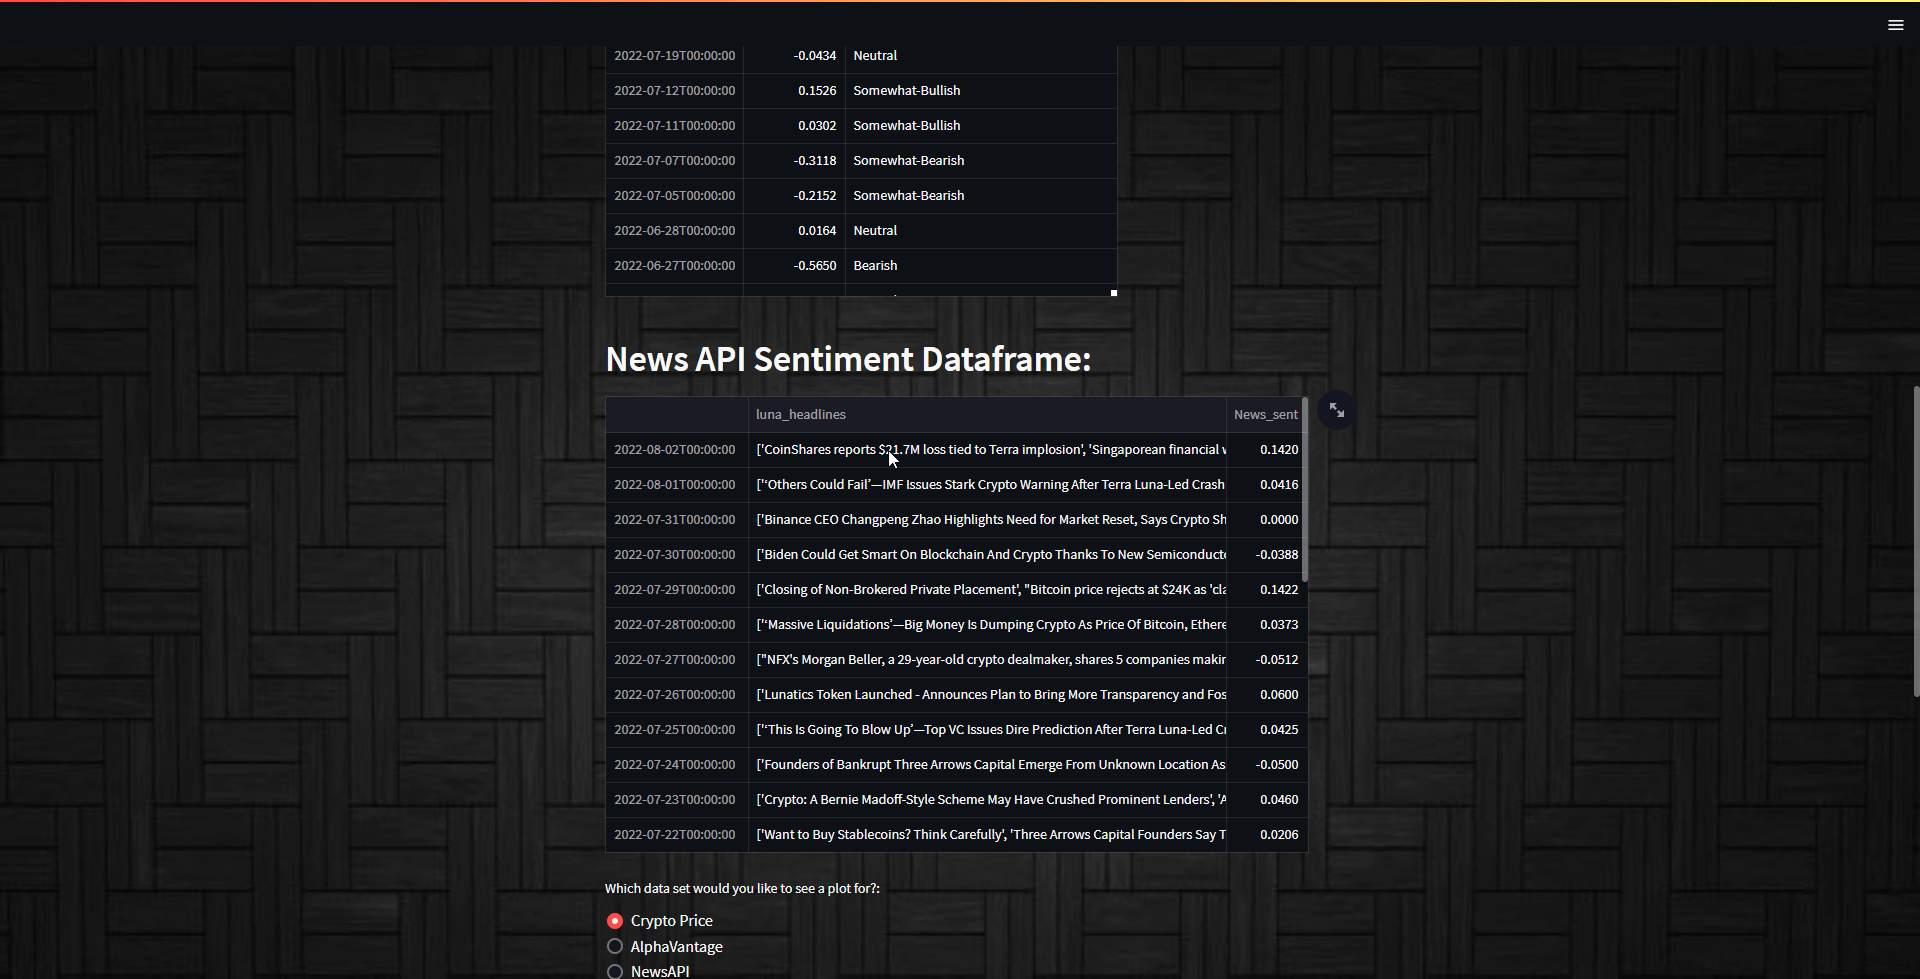 2022-07-19T00:00:00 -0.0434 Neutral
2022-07-12T00:00:00 0.1526 Somewhat-Bullish
2022-07-11T00:00:00 0.0302 Somewhat-Bullish
2022-07-07T00:00:00 -0.3118 Somewhat-Bearish
2022-07-05T00:00:00 -0.2152 Somewhat-Bearish
2022-06-28T00:00:00 0.0164 Neutral
2022-06-27T00:00:00 -0.5650 Bearish
News API Sentiment Dataframe:
luna_headlines News_sent
2022-08-02T00:00:00 ['CoinShares reports $21.7M loss tied to Terra implosion', 'Singaporean financial 0.1420
2022-08-01T00:00:00 ['‘Others Could Fail’—IMF Issues Stark Crypto Warning After Terra Luna-Led Crash 0.0416
2022-07-31T00:00:00 ['Binance CEO Changpeng Zhao Highlights Need for Market Reset, Says Crypto Sh 0.0000
2022-07-30T00:00:00 ['Biden Could Get Smart On Blockchain And Crypto Thanks To New Semiconducto -0.0388
2022-07-29T00:00:00 ['Closing of Non-Brokered Private Placement', "Bitcoin price rejects at $24K as 'cla 0.1422
2022-07-28T00:00:00 ['‘Massive Liquidations’—Big Money Is Dumping Crypto As Price Of Bitcoin, Ethere 0.0373
2022-07-27T00:00:00 ["NFX's Morgan Beller, a 29-year-old crypto dealmaker, shares 5 companies makin -0.0512
2022-07-26T00:00:00 ['Lunatics Token Launched - Announces Plan to Bring More Transparency and Fos 0.0600
2022-07-25T00:00:00 ['‘This Is Going To Blow Up’—Top VC Issues Dire Prediction After Terra Luna-Led Cr 0.0425
2022-07-24T00:00:00 ['Founders of Bankrupt Three Arrows Capital Emerge From Unknown Location As -0.0500
2022-07-23T00:00:00 ['Crypto: A Bernie Madoff-Style Scheme May Have Crushed Prominent Lenders', 'A 0.0460
2022-07-22T00:00:00 ['Want to Buy Stablecoins? Think Carefully', 'Three Arrows Capital Founders Say T 0.0206
Which data set would you like to see a plot for?:
Crypto Price
AlphaVantage
NewsAPI